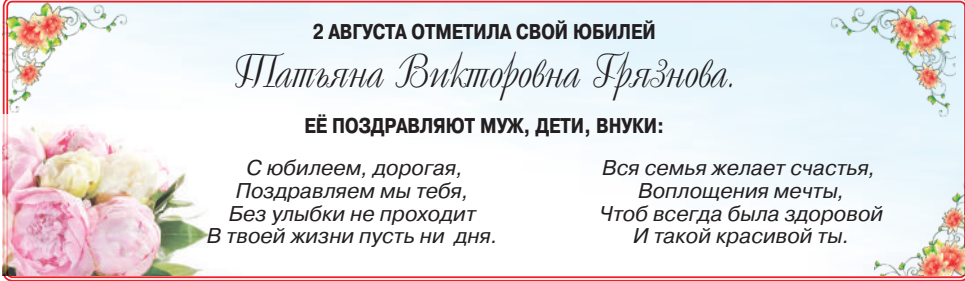 2 АВГУСТА ОТМЕТИЛА СВОЙ ЮБИЛЕЙ
Татьяна Викторовна Грязнова.
ЕЁ ПОЗДРАВЛЯЮТ МУЖ, ДЕТИ, ВНУКИ:
С юбилеем, дорогая,
Поздравляем мы тебя,
Без улыбки не проходит
В твоей жизни пусть ни дня.
Вся семья желает счастья,
Воплощения мечты,
Чтоб всегда была здоровой
И такой красивой ты.